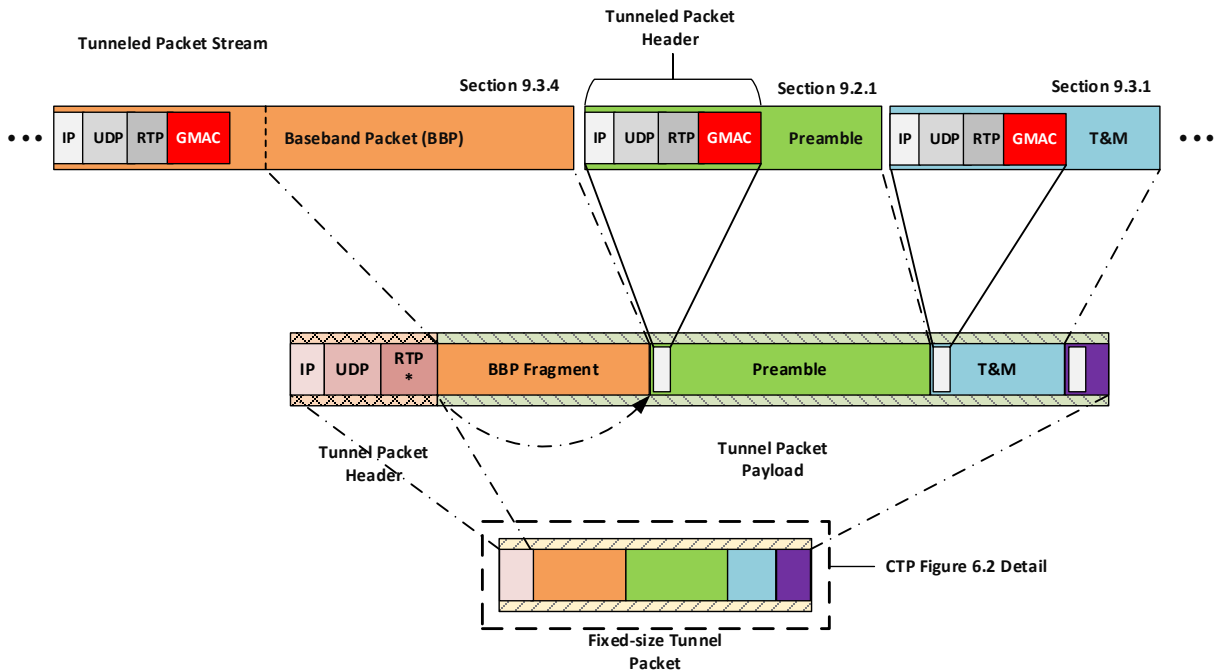 Tunneled Packet Stream
Tunneled Packet
Header
Section 9.3.4
Section 9.2.1
Section 9.3.1
••• IP UDP RTP GMAC Baseband Packet (BBP) IP UDP RTP GMAC Preamble IP UDP RTP GMAC T&M •••
IP UDP RTP
*
BBP Fragment Preamble T&M
Tunnel Packet
Header
Tunnel Packet
Payload
CTP Figure 6.2 Detail
Fixed-size Tunnel
Packet